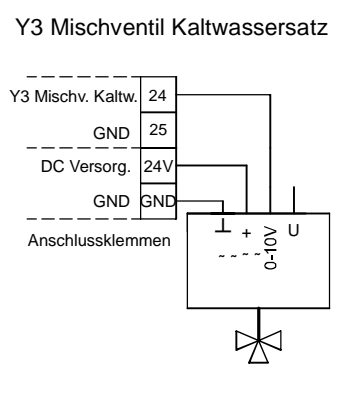 Y3 Mischventil Kaltwassersatz
Y3 Mischv. Kaltw. 24
GND 25
DC Versorg. 24V
GND GND
Anschlussklemmen
⊥ + 0-10V U
~ ~ ~ ~